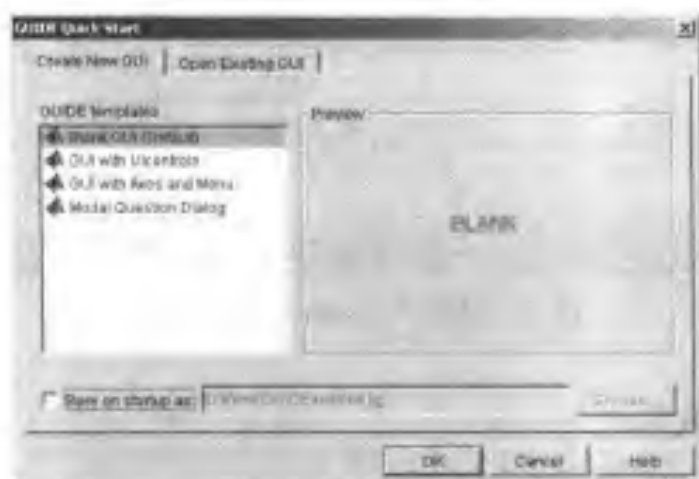 GUIDE Quick Start
Create New GUI
Open Existing GUI
GUIDE templates
Preview
Blank GUI (Default)
GUI with Uicontrols
GUI with Axes and Menu
Modal Question Dialog
BLANK
Save on startup as:
OK
Cancel
Help